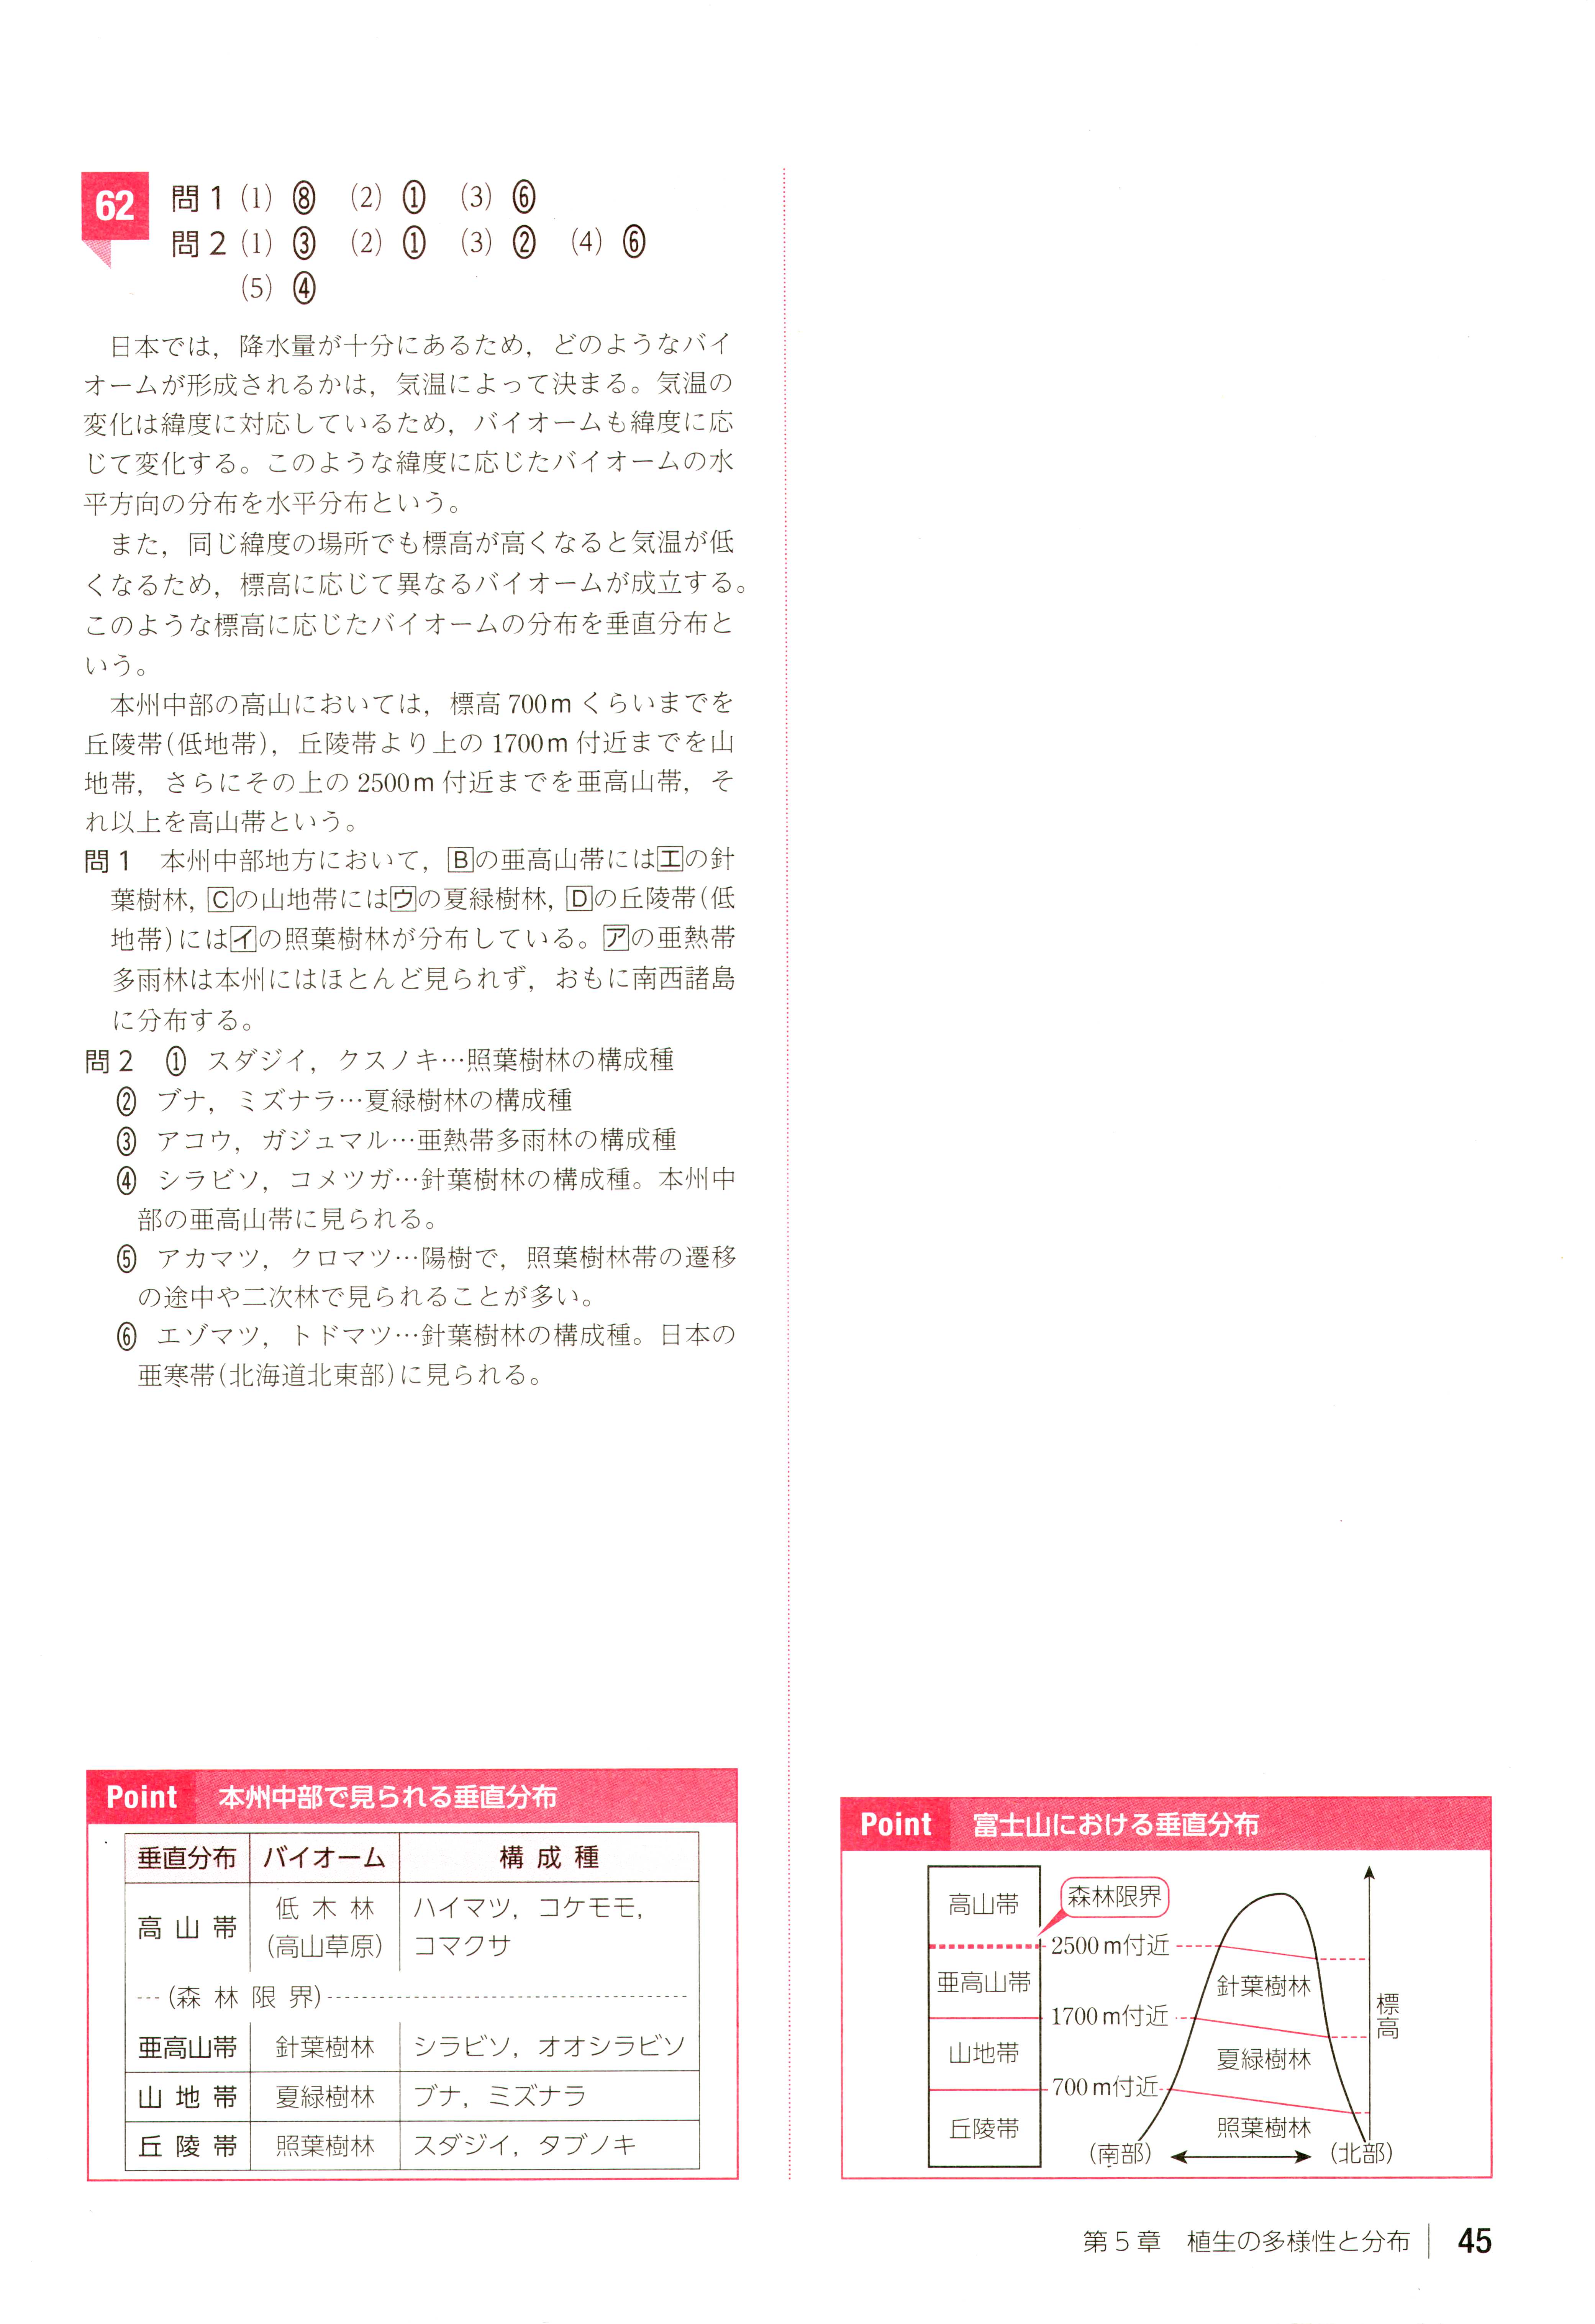 62
問1 (1) ⑧ (2) ① (3) ⑥
問2 (1) ③ (2) ① (3) ② (4) ⑥
(5) ④
日本では，降水量が十分にあるため，どのようなバイ
オームが形成されるかは，気温によって決まる。気温の
変化は緯度に対応しているため，バイオームも緯度に応
じて変化する。このような緯度に応じたバイオームの水
平方向の分布を水平分布という。
また，同じ緯度の場所でも標高が高くなると気温が低
くなるため，標高に応じて異なるバイオームが成立する。
このような標高に応じたバイオームの分布を垂直分布と
いう。
本州中部の高山においては，標高700mくらいまでを
丘陵帯(低地帯)，丘陵帯より上の1700m付近までを山
地帯，さらにその上の2500m付近までを亜高山帯，そ
れ以上を高山帯という。
問1 本州中部地方において，Bの亜高山帯にはエの針
葉樹林，Cの山地帯にはウの夏緑樹林，Dの丘陵帯(低
地帯)にはイの照葉樹林が分布している。アの亜熱帯
多雨林は本州にはほとんど見られず，おもに南西諸島
に分布する。
問2 ① スダジイ，クスノキ…照葉樹林の構成種
② ブナ，ミズナラ…夏緑樹林の構成種
③ アコウ，ガジュマル…亜熱帯多雨林の構成種
④ シラビソ，コメツガ…針葉樹林の構成種。本州中
部の亜高山帯に見られる。
⑤ アカマツ，クロマツ…陽樹で，照葉樹林帯の遷移
の途中や二次林で見られることが多い。
⑥ エゾマツ，トドマツ…針葉樹林の構成種。日本の
亜寒帯(北海道北東部)に見られる。
Point 本州中部で見られる垂直分布
垂直分布 バイオーム 構成種
高山帯 低木林 (高山草原) ハイマツ，コケモモ，
コマクサ
(森林限界)
亜高山帯 針葉樹林 シラビソ，オオシラビソ
山地帯 夏緑樹林 ブナ，ミズナラ
丘陵帯 照葉樹林 スダジイ，タブノキ
Point 富士山における垂直分布
高山帯
森林限界
2500m付近
亜高山帯
針葉樹林
1700m付近
標高
山地帯
夏緑樹林
700m付近
丘陵帯
照葉樹林
(南部)
(北部)
第5章 植生の多様性と分布 45